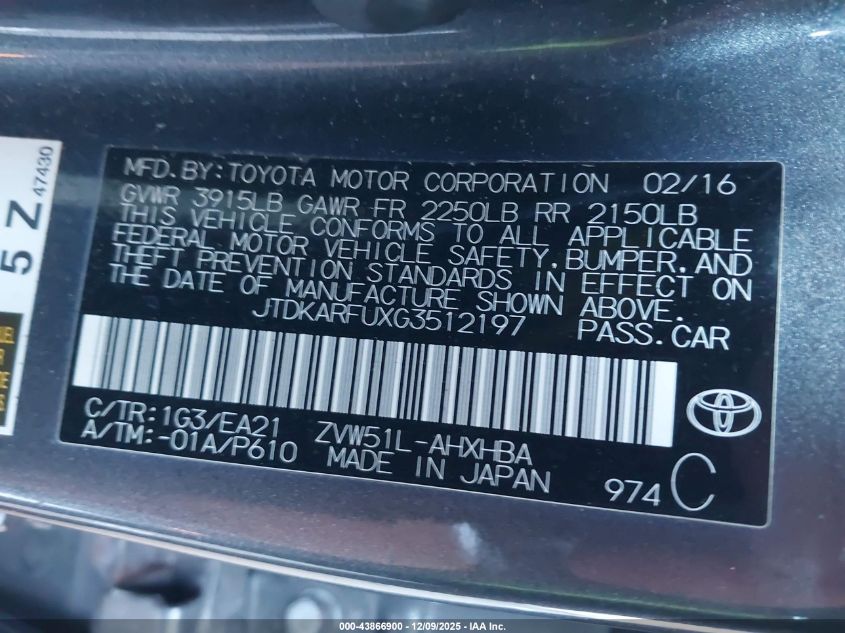 MFD.BY:TOYOTA MOTOR CORPORATION 02/16
GVWR 3915LB GAWR FR 2250LB RR 2150LB
THIS VEHICLE CONFORMS TO ALL APPLICABLE
FEDERAL MOTOR VEHICLE SAFETY,BUMPER,AND
THEFT PREVENTION STANDARDS IN EFFECT ON
THE DATE OF MANUFACTURE SHOWN ABOVE.
JTDKARFUXG3512197 PASS.CAR
C/TR:1G3/EA21 ZVW51L-AHXHBA
A/TM:-01A/P610 MADE IN JAPAN
974 C
5 Z
47430
000-43866900 - 12/09/2025 - IAA Inc.